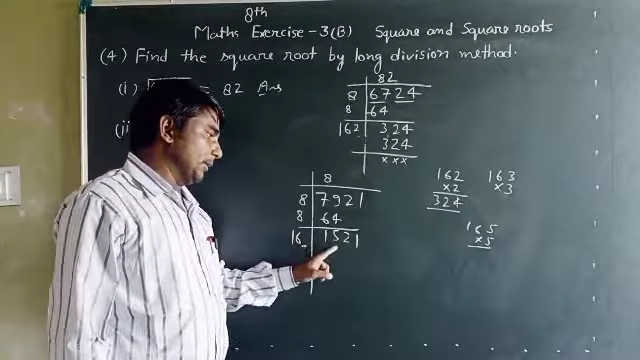 8th
Maths Exercise - 3(B) Square and Square roots
(4) Find the square root by long division method.
(i) = 82 Ans
82
8 6724
8 -64
162 324
324
xxx
(ii)
8
8 7921
8 64
16_ 1521
162
x2
324
163
x3
165
x5